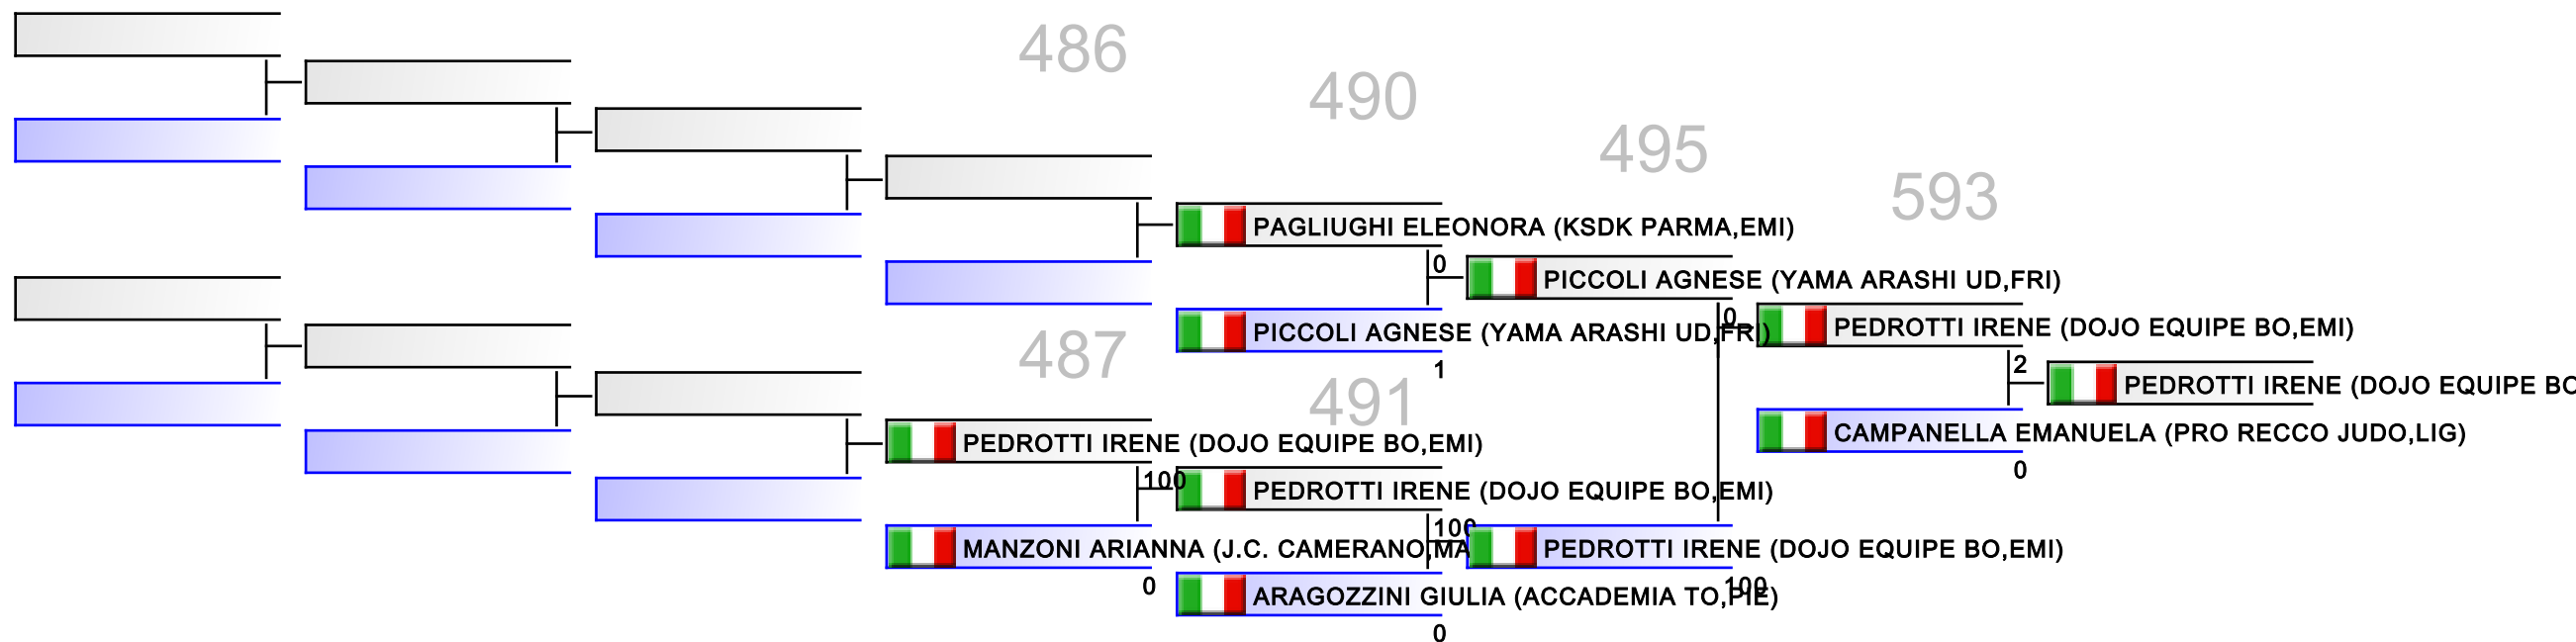 486
490
495
593
PAGLIUGHI ELEONORA (KSDK PARMA,EMI)
0
PICCOLI AGNESE (YAMA ARASHI UD,FRI)
0
PICCOLI AGNESE (YAMA ARASHI UD,FRI)
PEDROTTI IRENE (DOJO EQUIPE BO,EMI)
487
1
2
PEDROTTI IRENE (DOJO EQUIPE BO
491
PEDROTTI IRENE (DOJO EQUIPE BO,EMI)
CAMPANELLA EMANUELA (PRO RECCO JUDO,LIG)
0
100
PEDROTTI IRENE (DOJO EQUIPE BO,EMI)
100
MANZONI ARIANNA (J.C. CAMERANO,MA
PEDROTTI IRENE (DOJO EQUIPE BO,EMI)
0
100
ARAGOZZINI GIULIA (ACCADEMIA TO,PIE)
0